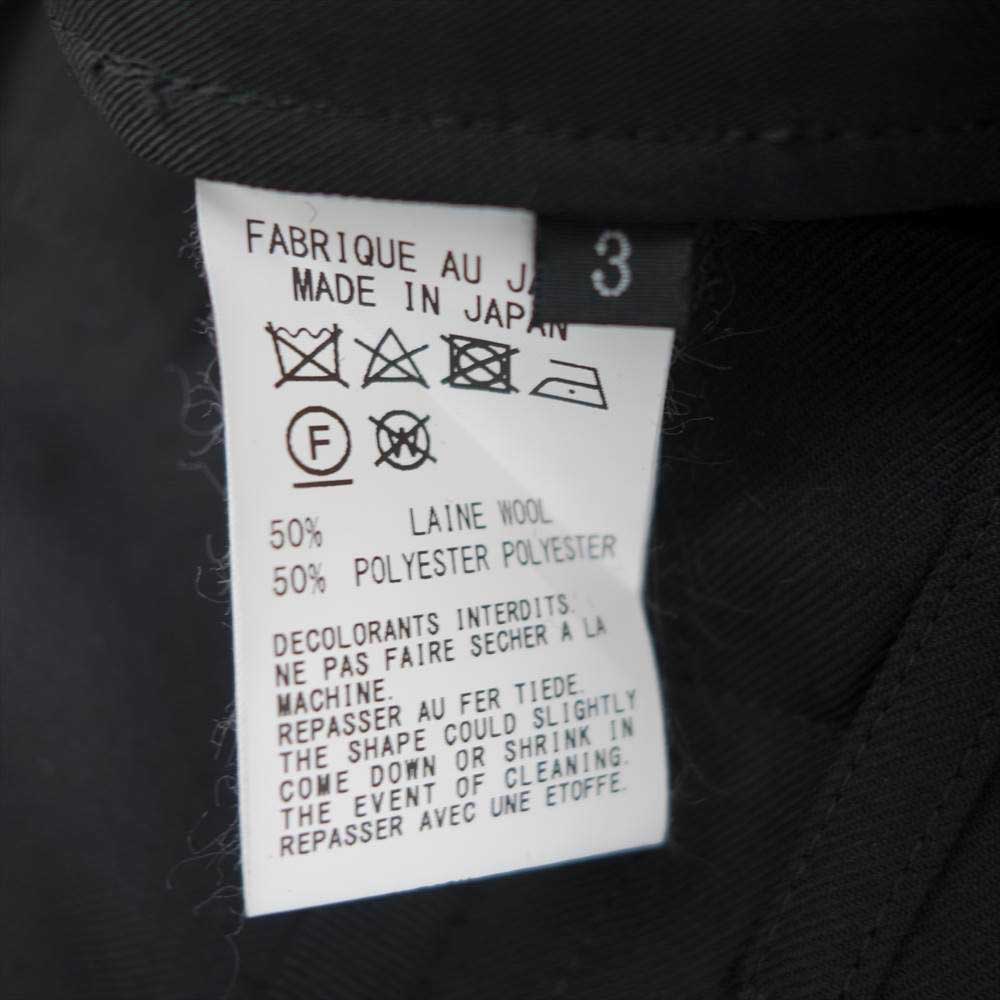 FABRIQUE AU
MADE IN JAPAN
3
F
W
50% LAINE WOOL
50% POLYESTER POLYESTER
DECOLORANTS INTERDITS.
NE PAS FAIRE SECHER A LA
MACHINE.
REPASSER AU FER TIEDE.
THE SHAPE COULD SLIGHTLY
COME DOWN OR SHRINK IN
THE EVENT OF CLEANING.
REPASSER AVEC UNE ETOFFE.